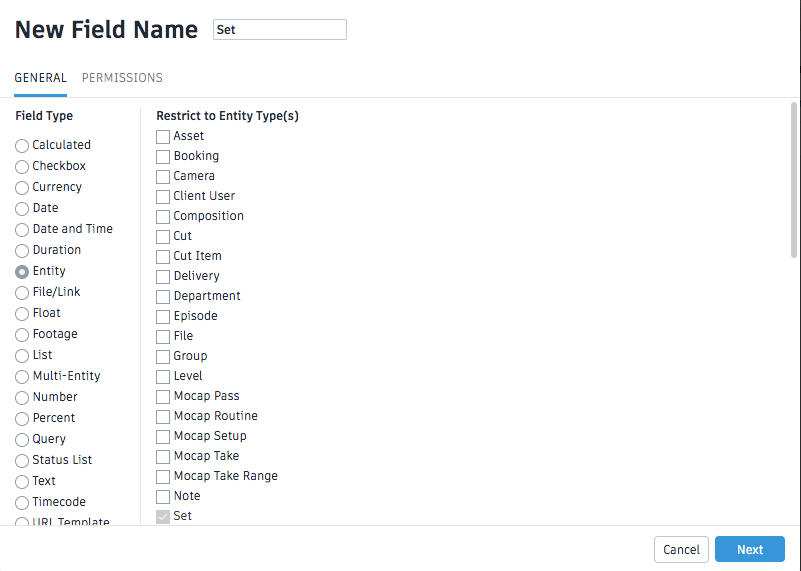 New Field Name Set
GENERAL PERMISSIONS
Field Type
Calculated
Checkbox
Currency
Date
Date and Time
Duration
Entity
File/Link
Float
Footage
List
Multi-Entity
Number
Percent
Query
Status List
Text
Timecode
URL Template
Restrict to Entity Type(s)
Asset
Booking
Camera
Client User
Composition
Cut
Cut Item
Delivery
Department
Episode
File
Group
Level
Mocap Pass
Mocap Routine
Mocap Setup
Mocap Take
Mocap Take Range
Note
Set
Cancel Next